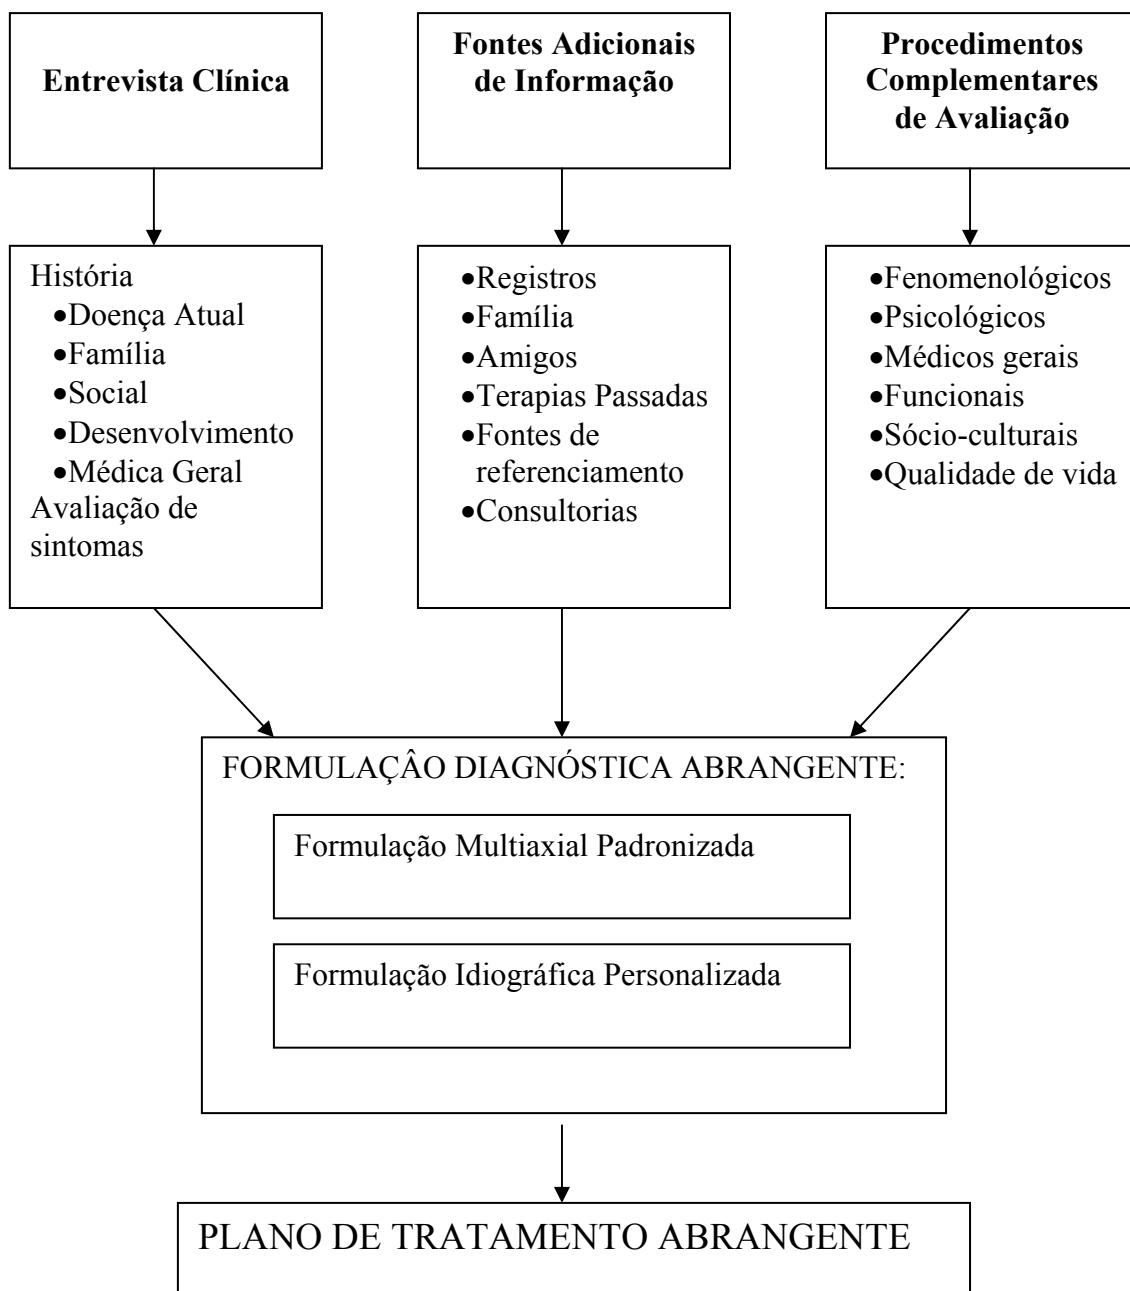 Entrevista Clínica
Fontes Adicionais
de Informação
Procedimentos
Complementares
de Avaliação
História
•Doença Atual
•Família
•Social
•Desenvolvimento
•Médica Geral
Avaliação de
sintomas
•Registros
•Família
•Amigos
•Terapias Passadas
•Fontes de
referenciamento
•Consultorias
•Fenomenológicos
•Psicológicos
•Médicos gerais
•Funcionais
•Sócio-culturais
•Qualidade de vida
FORMULAÇÂO DIAGNÓSTICA ABRANGENTE:
Formulação Multiaxial Padronizada
Formulação Idiográfica Personalizada
PLANO DE TRATAMENTO ABRANGENTE